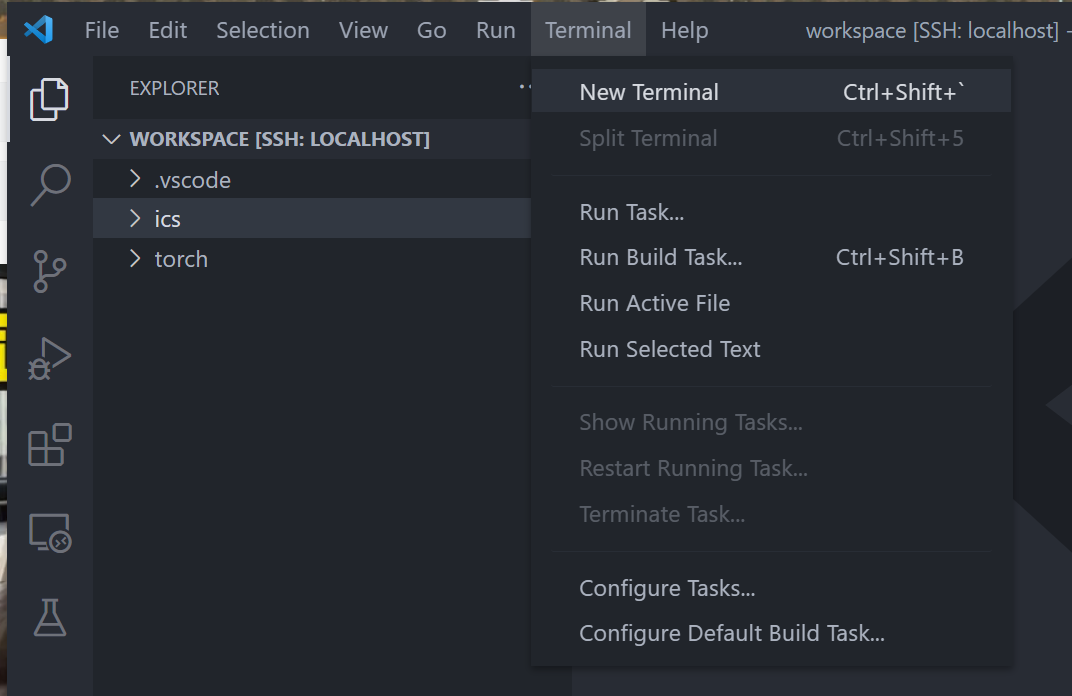 File Edit Selection View Go Run Terminal Help workspace [SSH: localhost] -
EXPLORER
WORKSPACE [SSH: LOCALHOST]
.vscode
ics
torch
New Terminal Ctrl+Shift+`
Split Terminal Ctrl+Shift+5
Run Task...
Run Build Task... Ctrl+Shift+B
Run Active File
Run Selected Text
Show Running Tasks...
Restart Running Task...
Terminate Task...
Configure Tasks...
Configure Default Build Task...